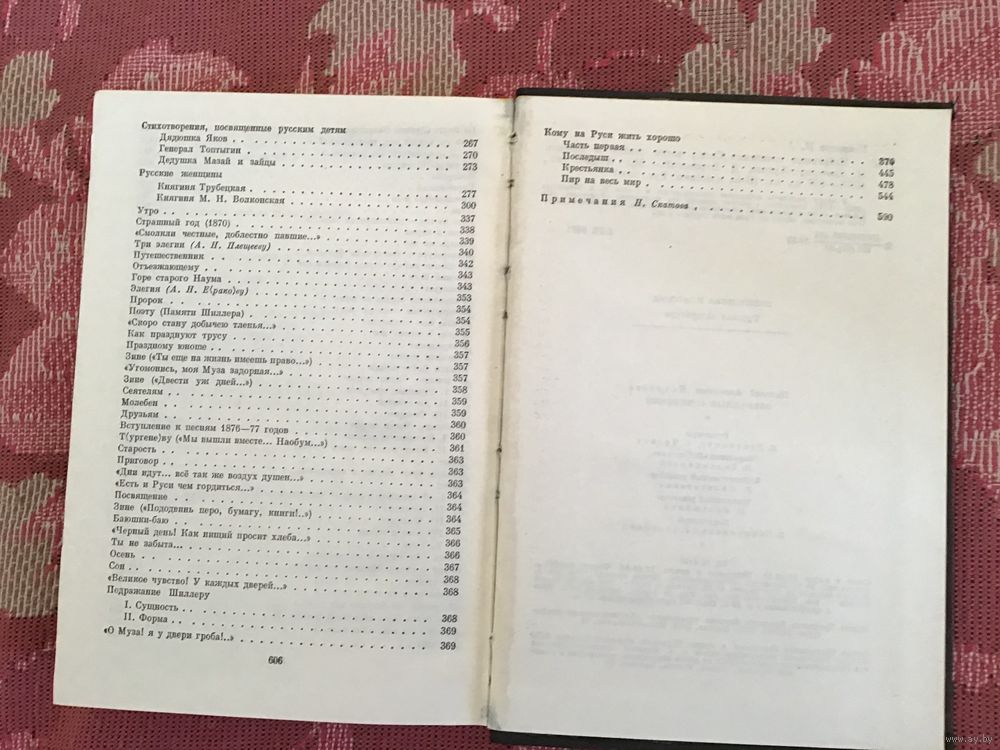 Стихотворения, посвященные русским детям
Дядюшка Яков . . . . . . . . . . . . . . . 267
Генерал Топтыгин . . . . . . . . . . . . . . . 270
Дедушка Мазай и зайцы . . . . . . . . . . . . . . . 273
Русские женщины
Княгиня Трубецкая . . . . . . . . . . . . . . . 277
Княгиня М. Н. Волконская . . . . . . . . . . . . . . . 300
Утро . . . . . . . . . . . . . . . 337
Страшный год (1870) . . . . . . . . . . . . . . . 338
«Смолкли честные, доблестно павшие...» . . . . . . . . . . . . . . . 339
Три элегии (А. Н. Плещееву) . . . . . . . . . . . . . . . 340
Путешественник . . . . . . . . . . . . . . . 342
Отъезжающему . . . . . . . . . . . . . . . 343
Горе старого Наума . . . . . . . . . . . . . . . 343
Элегия (А. Н. Е〈рако〉ву) . . . . . . . . . . . . . . . 353
Пророк . . . . . . . . . . . . . . . 354
Поэту (Памяти Шиллера) . . . . . . . . . . . . . . . 354
«Скоро стану добычею тленья...» . . . . . . . . . . . . . . . 355
Как празднуют трусу . . . . . . . . . . . . . . . 356
Праздному юноше . . . . . . . . . . . . . . . 357
Зине («Ты еще на жизнь имеешь право...») . . . . . . . . . . . . . . . 357
«Угомонись, моя Муза задорная...» . . . . . . . . . . . . . . . 357
Зине («Двести уж дней...») . . . . . . . . . . . . . . . 358
Сеятелям . . . . . . . . . . . . . . . 359
Молебен . . . . . . . . . . . . . . . 359
Друзьям . . . . . . . . . . . . . . . 360
Вступление к песням 1876—77 годов . . . . . . . . . . . . . . . 360
Т〈ургене〉ву («Мы вышли вместе... Наобум...») . . . . . . . . . . . . . . . 361
Старость . . . . . . . . . . . . . . . 363
Приговор . . . . . . . . . . . . . . . 363
«Дни идут... всё так же воздух душен...» . . . . . . . . . . . . . . . 363
«Есть и Руси чем гордиться...» . . . . . . . . . . . . . . . 364
Посвящение . . . . . . . . . . . . . . . 364
Зине («Пододвинь перо, бумагу, книги!..») . . . . . . . . . . . . . . . 364
Баюшки-баю . . . . . . . . . . . . . . . 365
«Черный день! Как нищий просит хлеба...» . . . . . . . . . . . . . . . 366
Ты не забыта... . . . . . . . . . . . . . . . 366
Осень . . . . . . . . . . . . . . . 367
Сон . . . . . . . . . . . . . . . 368
«Великое чувство! У каждых дверей...» . . . . . . . . . . . . . . . 368
Подражание Шиллеру
I. Сущность . . . . . . . . . . . . . . . 368
II. Форма . . . . . . . . . . . . . . . 369
«О Муза! я у двери гроба!..» . . . . . . . . . . . . . . . 369
606
Кому на Руси жить хорошо
Часть первая . . . . . . . . . . . . . . . 376
Последыш . . . . . . . . . . . . . . . 445
Крестьянка . . . . . . . . . . . . . . . 478
Пир на весь мир . . . . . . . . . . . . . . . 544
Примечания Н. Скатова . . . . . . . . . . . . . . . 590
www.ay.by